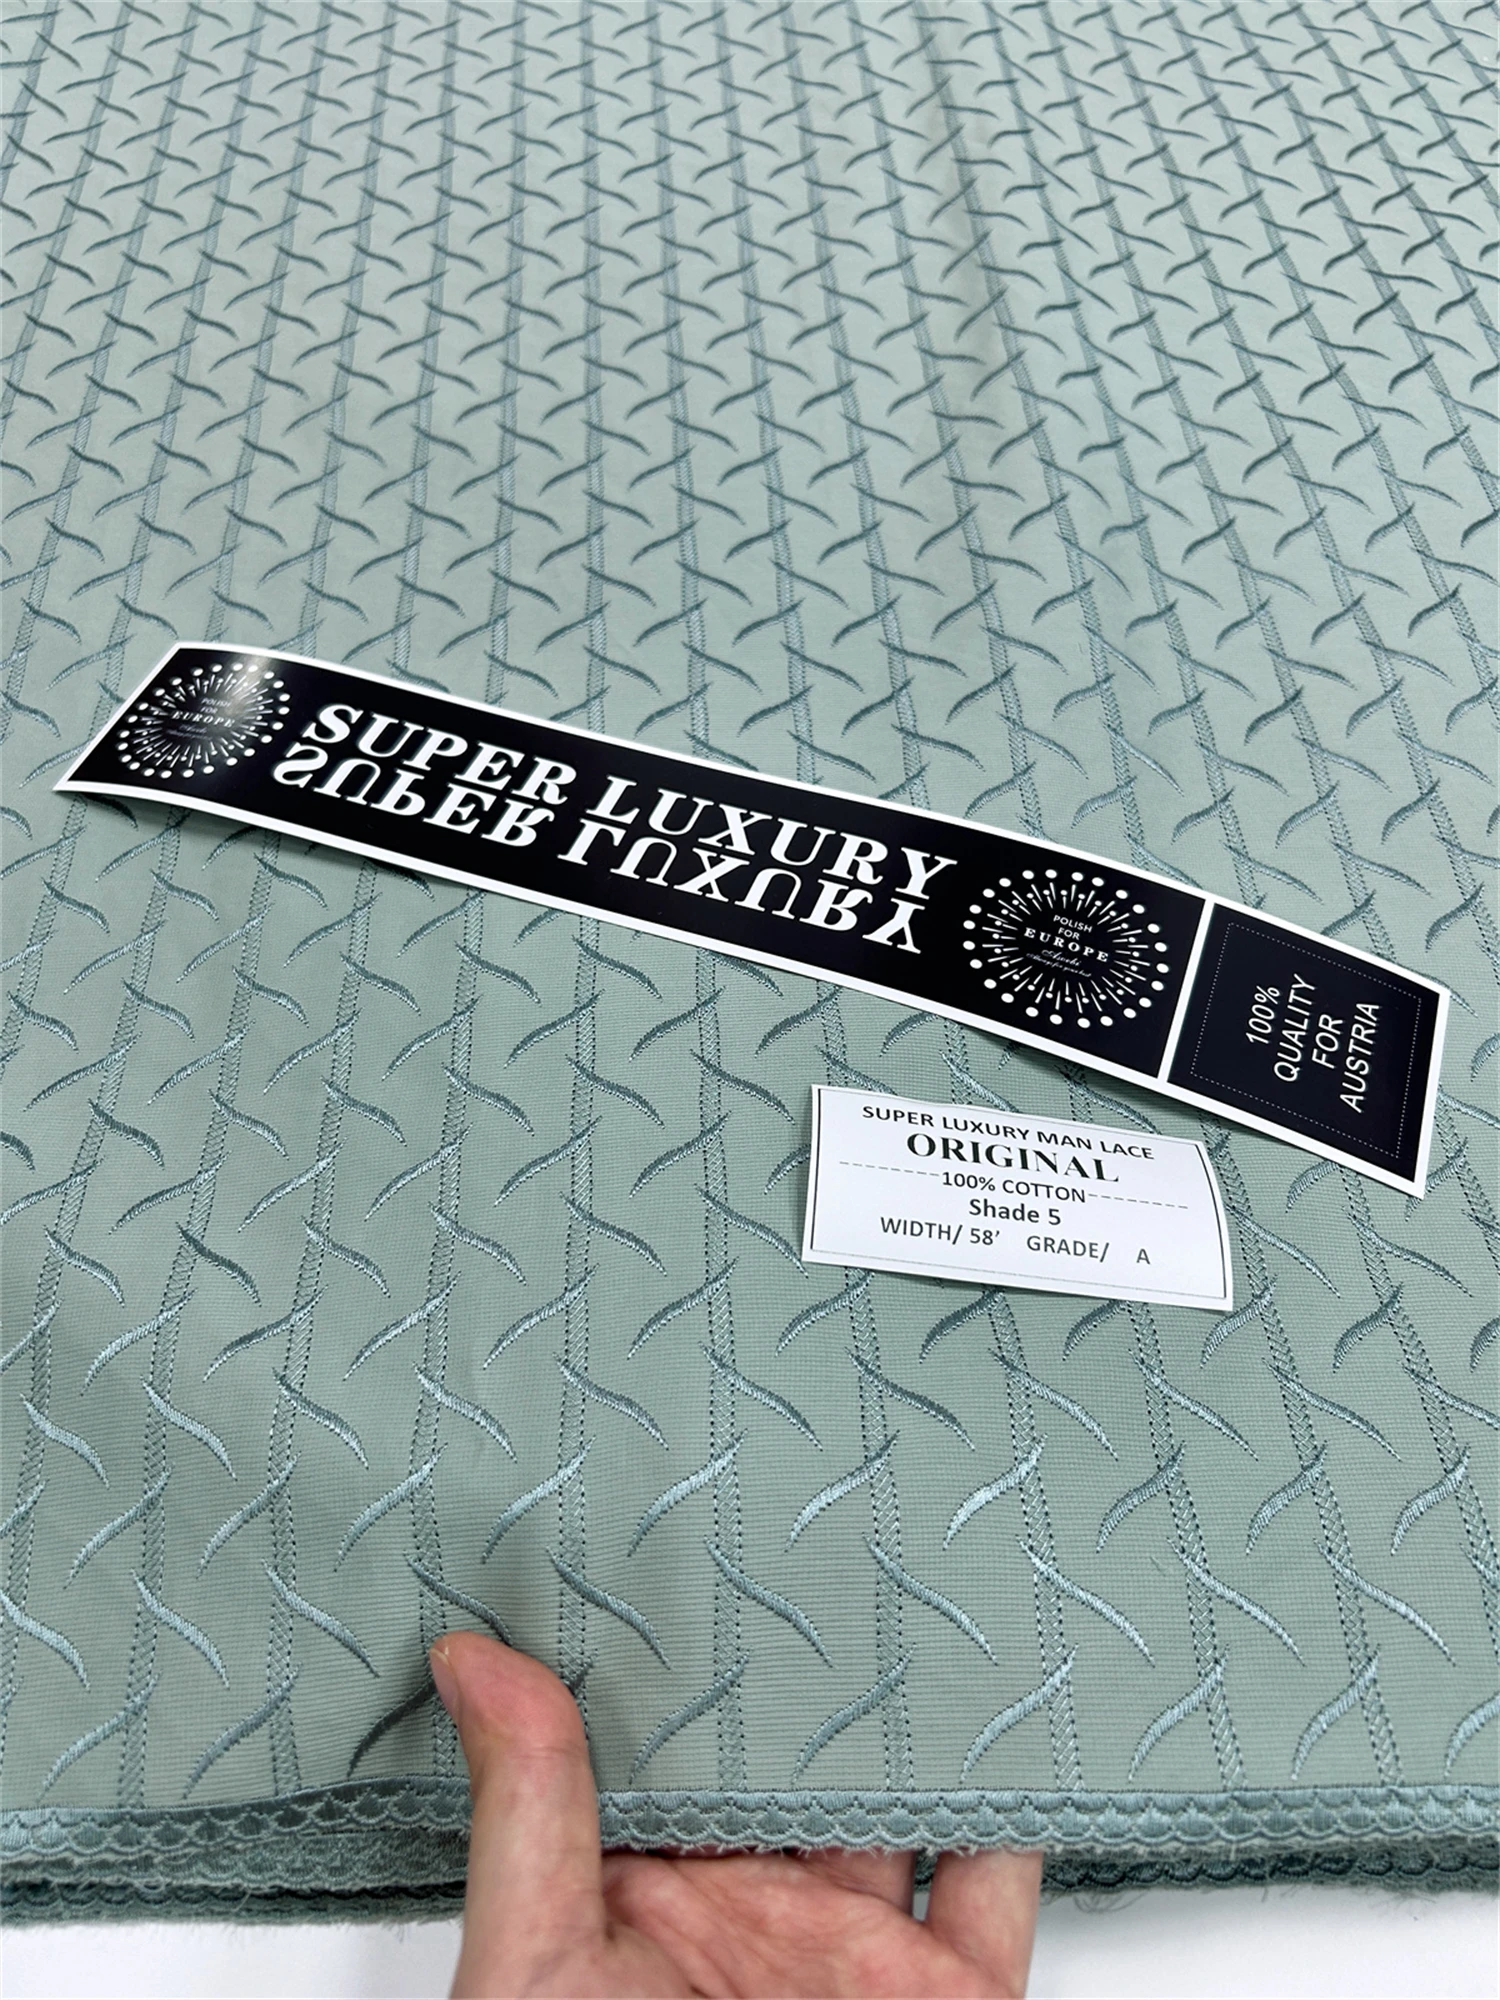 POLISH
FOR
EUROPE
SUPER LUXURY
SUPER LUXURY
POLISH
FOR
EUROPE
100%
QUALITY
FOR
AUSTRIA
SUPER LUXURY MAN LACE
ORIGINAL
---------100% COTTON---------
Shade 5
WIDTH/ 58' GRADE/ A